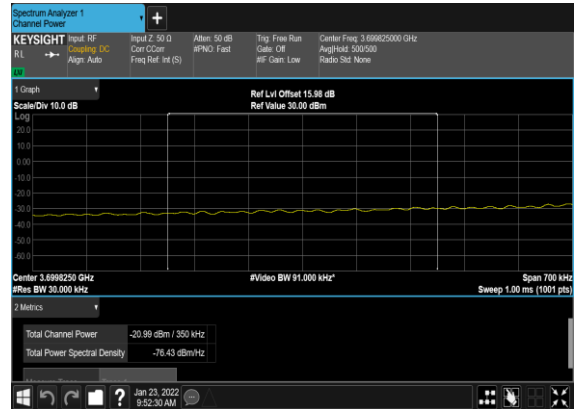 Spectrum Analyzer 1
Channel Power
+
KEYSIGHT Input: RF Input Z: 50 Ω Atten: 50 dB Trig: Free Run Center Freq: 3.699825000 GHz
RL Coupling: DC Corr CCorr #PNO: Fast Gate: Off Avg|Hold: 500/500
Align: Auto Freq Ref: Int (S) #IF Gain: Low Radio Std: None
1 Graph Ref Lvl Offset 15.98 dB
Scale/Div 10.0 dB Ref Value 30.00 dBm
Log
20.0
10.0
0.00
-10.0
-20.0
-30.0
-40.0
-50.0
-60.0
Center 3.6998250 GHz #Video BW 91.000 kHz* Span 700 kHz
#Res BW 30.000 kHz Sweep 1.00 ms (1001 pts)
2 Metrics
Total Channel Power -20.99 dBm / 350 kHz
Total Power Spectral Density -76.43 dBm/Hz
? Jan 23, 2022
9:52:30 AM